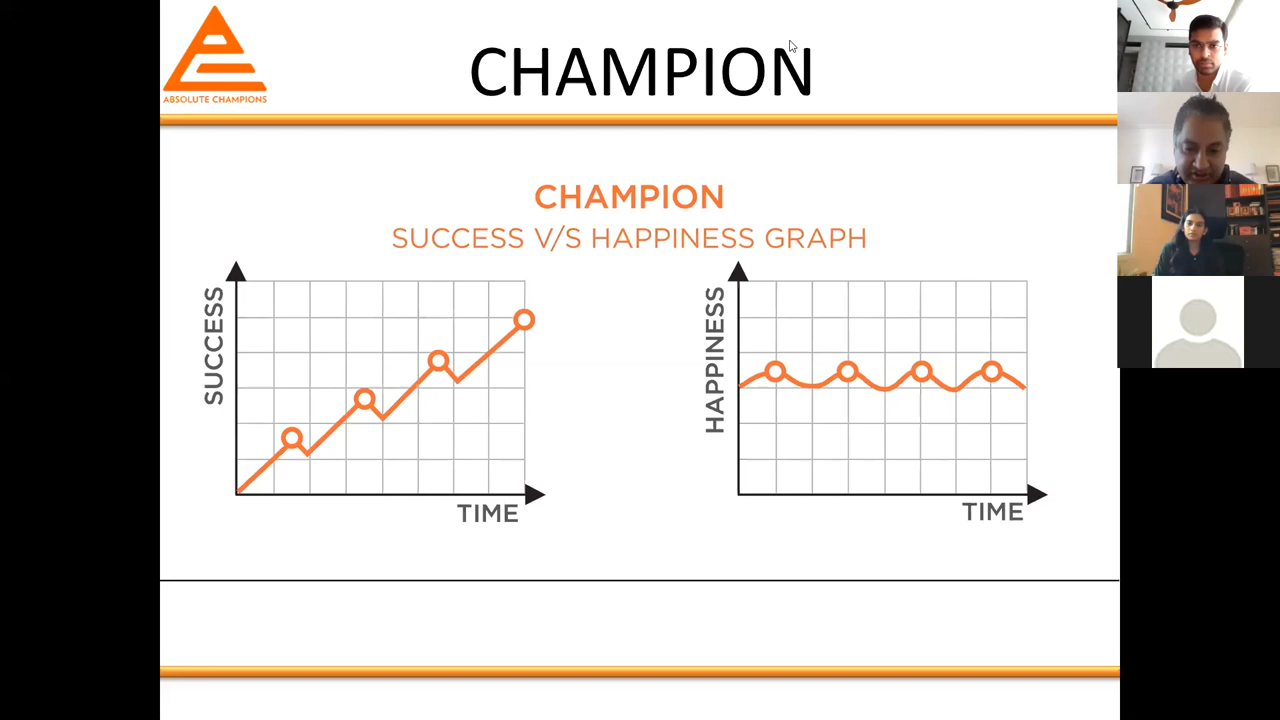 ABSOLUTE CHAMPIONS
CHAMPION
CHAMPION
SUCCESS V/S HAPPINESS GRAPH
SUCCESS
TIME
HAPPINESS
TIME